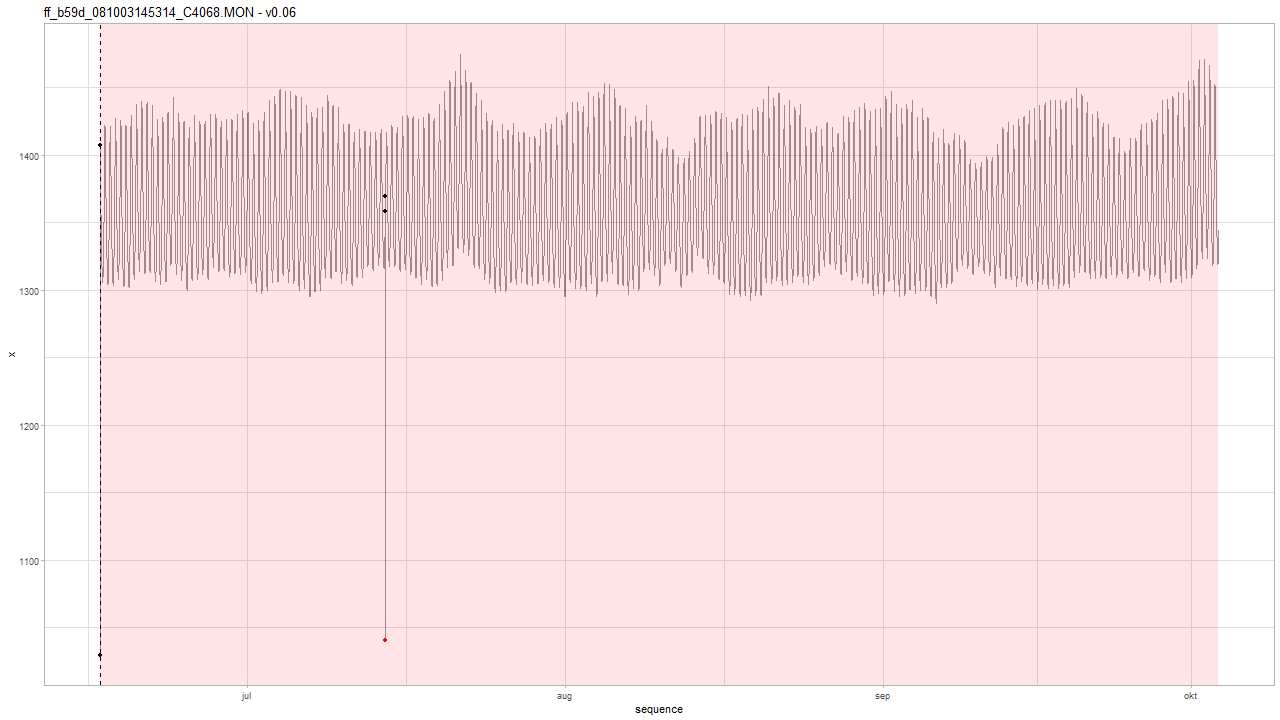 ff_b59d_081003145314_C4068.MON - v0.06
1400
1300
1200
1100
x
jul
aug
sep
okt
sequence